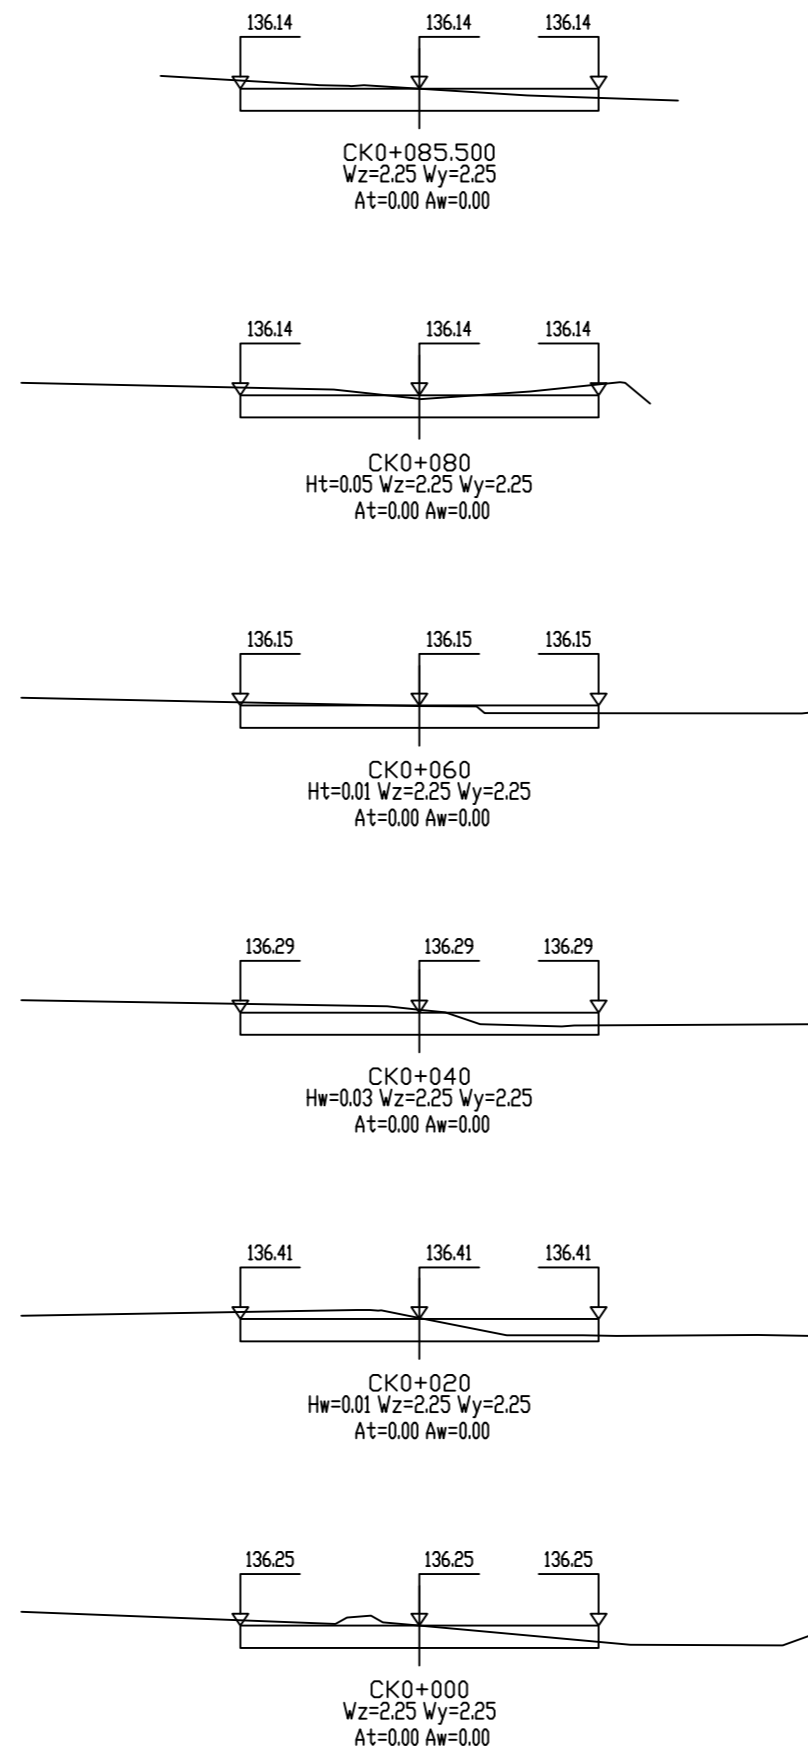 136.14 136.14 136.14
CK0+085.500
Wz=2.25 Wy=2.25
At=0.00 Aw=0.00
136.14 136.14 136.14
CK0+080
Ht=0.05 Wz=2.25 Wy=2.25
At=0.00 Aw=0.00
136.15 136.15 136.15
CK0+060
Ht=0.01 Wz=2.25 Wy=2.25
At=0.00 Aw=0.00
136.29 136.29 136.29
CK0+040
Hw=0.03 Wz=2.25 Wy=2.25
At=0.00 Aw=0.00
136.41 136.41 136.41
CK0+020
Hw=0.01 Wz=2.25 Wy=2.25
At=0.00 Aw=0.00
136.25 136.25 136.25
CK0+000
Wz=2.25 Wy=2.25
At=0.00 Aw=0.00